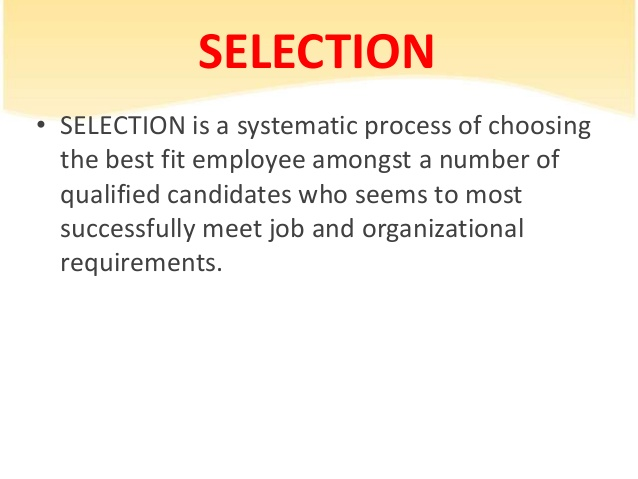 SELECTION
• SELECTION is a systematic process of choosing
the best fit employee amongst a number of
qualified candidates who seems to most
successfully meet job and organizational
requirements.